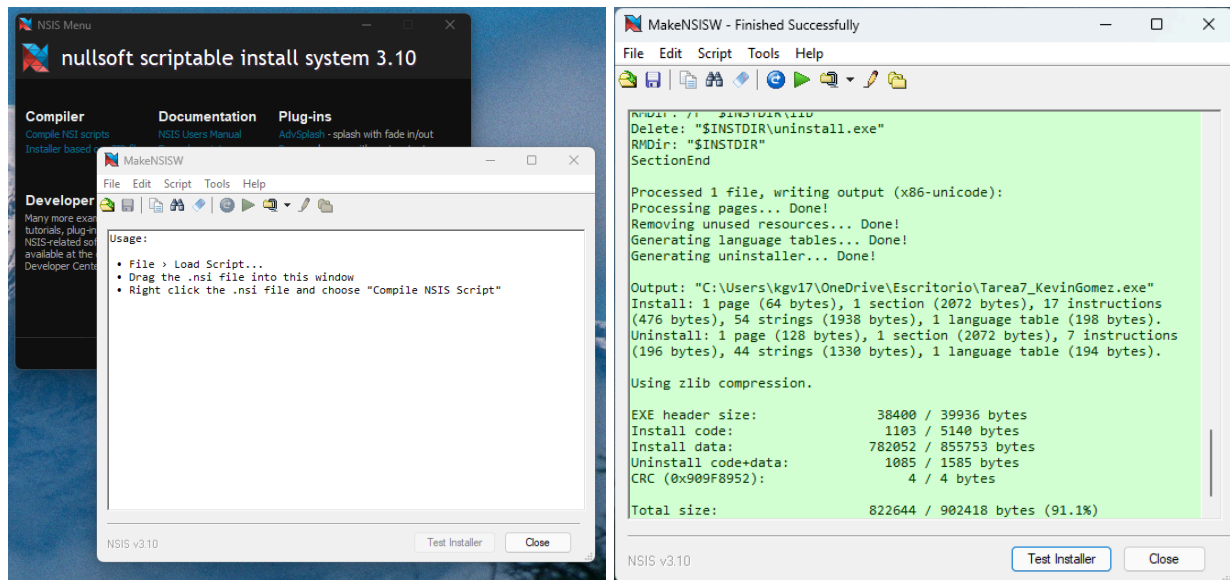 NSIS Menu
nullsoft scriptable install system 3.10
Compiler
Documentation
Plug-ins
Compile NSI scripts
NSIS Users Manual
AdvSplash - splash with fade in/out
Installer based
Developer
Many more
tutorials, plug-in
NSIS-related
available at the
Developer
MakeNSISW
File Edit Script Tools Help
Usage:
• File › Load Script...
• Drag the .nsi file into this window
• Right click the .nsi file and choose "Compile NSIS Script"
NSIS v3.10
Test Installer
Close
MakeNSISW - Finished Successfully
File Edit Script Tools Help
RMDir: /r "$INSTDIR\lib"
Delete: "$INSTDIR\uninstall.exe"
RMDir: "$INSTDIR"
SectionEnd
Processed 1 file, writing output (x86-unicode):
Processing pages... Done!
Removing unused resources... Done!
Generating language tables... Done!
Generating uninstaller... Done!
Output: "C:\Users\kgv17\OneDrive\Escritorio\Tarea7_KevinGomez.exe"
Install: 1 page (64 bytes), 1 section (2072 bytes), 17 instructions
(476 bytes), 54 strings (1938 bytes), 1 language table (198 bytes).
Uninstall: 1 page (128 bytes), 1 section (2072 bytes), 7 instructions
(196 bytes), 44 strings (1330 bytes), 1 language table (194 bytes).
Using zlib compression.
EXE header size: 38400 / 39936 bytes
Install code: 1103 / 5140 bytes
Install data: 782052 / 855753 bytes
Uninstall code+data: 1085 / 1585 bytes
CRC (0x909F8952): 4 / 4 bytes
Total size: 822644 / 902418 bytes (91.1%)
NSIS v3.10
Test Installer
Close